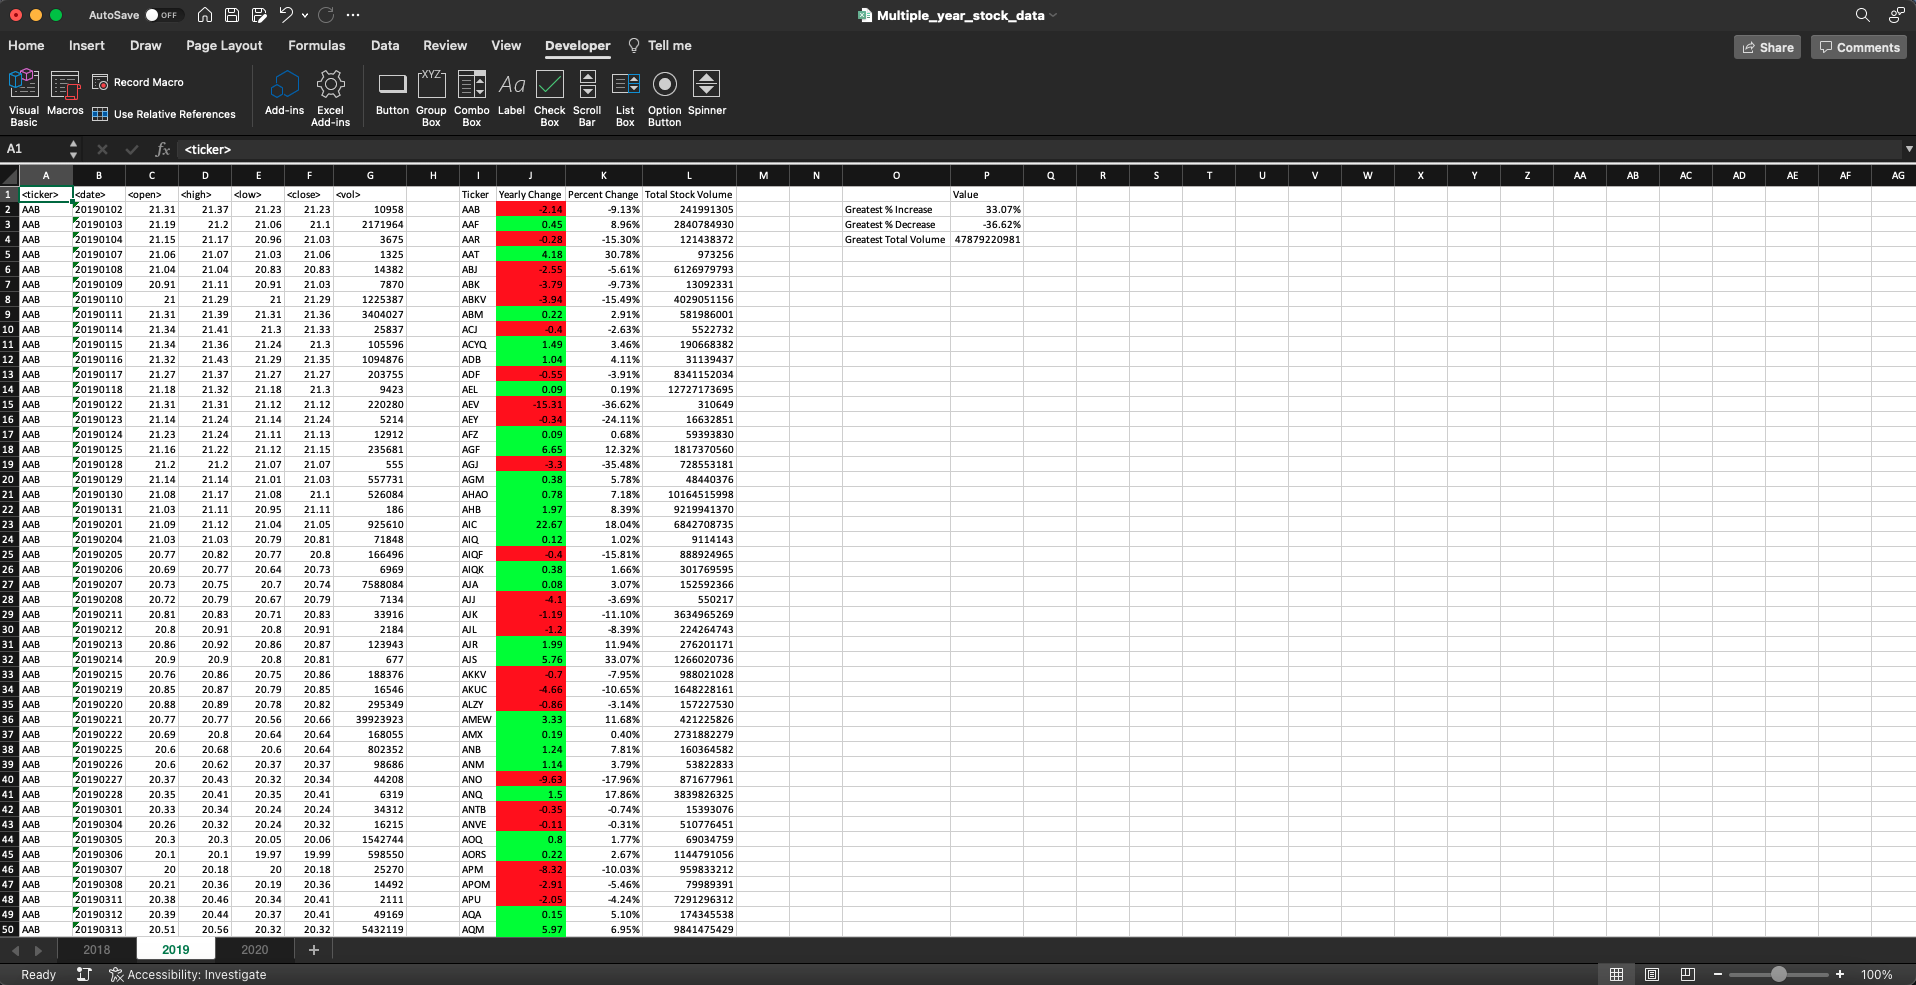 AutoSave OFF Multiple_year_stock_data
Home Insert Draw Page Layout Formulas Data Review View Developer Tell me Share Comments
Visual Basic Macros Record Macro Use Relative References Add-ins Excel Add-ins Button XYZ Group Box Combo Box Aa Label Check Box Scroll Bar List Box Option Button Spinner
A1 fx <ticker>
A B C D E F G H I J K L M N O P Q R S T U V W X Y Z AA AB AC AD AE AF AG
1 <ticker> <date> <open> <high> <low> <close> <vol> Ticker Yearly Change Percent Change Total Stock Volume Value
2 AAB 20190102 21.31 21.37 21.23 21.23 10958 AAB -2.14 -9.13% 241991305 Greatest % Increase 33.07%
3 AAB 20190103 21.19 21.2 21.06 21.1 2171964 AAF 0.45 8.96% 2840784930 Greatest % Decrease -36.62%
4 AAB 20190104 21.15 21.17 20.96 21.03 3675 AAR -0.28 -15.30% 121438372 Greatest Total Volume 47879220981
5 AAB 20190107 21.06 21.07 21.03 21.06 1325 AAT 4.18 30.78% 973256
6 AAB 20190108 21.04 21.04 20.83 20.83 14382 ABJ -2.55 -5.61% 6126979793
7 AAB 20190109 20.91 21.11 20.91 21.03 7870 ABK -3.79 -9.73% 13092331
8 AAB 20190110 21 21.29 21 21.29 1225387 ABKV -3.94 -15.49% 4029051156
9 AAB 20190111 21.31 21.39 21.31 21.36 3404027 ABM 0.22 2.91% 581986001
10 AAB 20190114 21.34 21.41 21.3 21.33 25837 ACJ -0.4 -2.63% 5522732
11 AAB 20190115 21.34 21.36 21.24 21.3 105596 ACYQ 1.49 3.46% 190668382
12 AAB 20190116 21.32 21.43 21.29 21.35 1094876 ADB 1.04 4.11% 31139437
13 AAB 20190117 21.27 21.37 21.27 21.27 203755 ADF -0.55 -3.91% 8341152034
14 AAB 20190118 21.18 21.32 21.18 21.3 9423 AEL 0.09 0.19% 12727173695
15 AAB 20190122 21.31 21.31 21.12 21.12 220280 AEV -15.31 -36.62% 310649
16 AAB 20190123 21.14 21.24 21.14 21.24 5214 AEY -0.34 -24.11% 16632851
17 AAB 20190124 21.23 21.24 21.11 21.13 12912 AFZ 0.09 0.68% 59393830
18 AAB 20190125 21.16 21.22 21.12 21.15 235681 AGF 6.65 12.32% 1817370560
19 AAB 20190128 21.2 21.2 21.07 21.07 555 AGJ -3.3 -35.48% 728553181
20 AAB 20190129 21.14 21.14 21.01 21.03 557731 AGM 0.38 5.78% 48440376
21 AAB 20190130 21.08 21.17 21.08 21.1 526084 AHAO 0.78 7.18% 10164515998
22 AAB 20190131 21.03 21.11 20.95 21.11 186 AHB 1.97 8.39% 9219941370
23 AAB 20190201 21.09 21.12 21.04 21.05 925610 AIC 22.67 18.04% 6842708735
24 AAB 20190204 21.03 21.03 20.79 20.81 71848 AIQ 0.12 1.02% 9114143
25 AAB 20190205 20.77 20.82 20.77 20.8 166496 AIQF -0.4 -15.81% 888924965
26 AAB 20190206 20.69 20.77 20.64 20.73 6969 AIQK 0.38 1.66% 301769595
27 AAB 20190207 20.73 20.75 20.7 20.74 7588084 AJA 0.08 3.07% 152592366
28 AAB 20190208 20.72 20.79 20.67 20.79 7134 AJJ -4.1 -3.69% 550217
29 AAB 20190211 20.81 20.83 20.71 20.83 33916 AJK -1.19 -11.10% 3634965269
30 AAB 20190212 20.8 20.91 20.8 20.91 2184 AJL -1.2 -8.39% 224264743
31 AAB 20190213 20.86 20.92 20.86 20.87 123943 AJR 1.99 11.94% 276201171
32 AAB 20190214 20.9 20.9 20.8 20.81 677 AJS 5.76 33.07% 1266020736
33 AAB 20190215 20.76 20.86 20.75 20.86 188376 AKKV -0.7 -7.95% 988021028
34 AAB 20190219 20.85 20.87 20.79 20.85 16546 AKUC -4.66 -10.65% 1648228161
35 AAB 20190220 20.88 20.89 20.78 20.82 295349 ALZY -0.86 -3.14% 157227530
36 AAB 20190221 20.77 20.77 20.56 20.66 39923923 AMEW 3.33 11.68% 421225826
37 AAB 20190222 20.69 20.8 20.64 20.64 168055 AMX 0.19 0.40% 2731882279
38 AAB 20190225 20.6 20.68 20.6 20.64 802352 ANB 1.24 7.81% 160364582
39 AAB 20190226 20.6 20.62 20.37 20.37 98686 ANM 1.14 3.79% 53822833
40 AAB 20190227 20.37 20.43 20.32 20.34 44208 ANO -9.63 -17.96% 871677961
41 AAB 20190228 20.35 20.41 20.35 20.41 6319 ANQ 1.5 17.86% 3839826325
42 AAB 20190301 20.33 20.34 20.24 20.24 34312 ANTB -0.35 -0.74% 15393076
43 AAB 20190304 20.26 20.32 20.24 20.32 16215 ANVE -0.11 -0.31% 510776451
44 AAB 20190305 20.3 20.3 20.05 20.06 1542744 AOQ 0.8 1.77% 69034759
45 AAB 20190306 20.1 20.1 19.97 19.99 598550 AORS 0.22 2.67% 1144791056
46 AAB 20190307 20 20.18 20 20.18 25270 APM -8.32 -10.03% 959833212
47 AAB 20190308 20.21 20.36 20.19 20.36 14492 APOM -2.91 -5.46% 79989391
48 AAB 20190311 20.38 20.46 20.34 20.41 2111 APU -2.05 -4.24% 7291296312
49 AAB 20190312 20.39 20.44 20.37 20.41 49169 AQA 0.15 5.10% 174345538
50 AAB 20190313 20.51 20.56 20.32 20.32 5432119 AQM 5.97 6.95% 9841475429
2018 2019 2020 +
Ready Accessibility: Investigate 100%